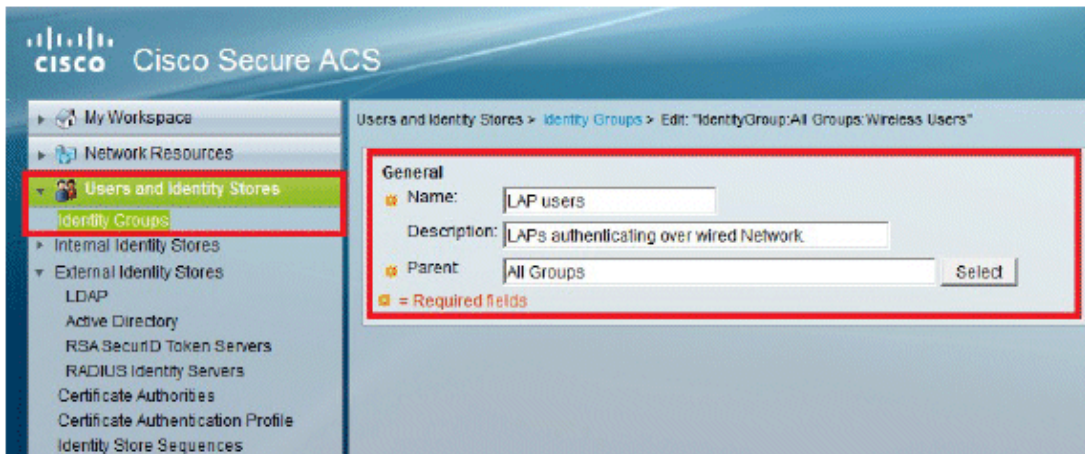 CISCO Cisco Secure ACS
My Workspace
Network Resources
Users and Identity Stores
Identity Groups
Internal Identity Stores
External Identity Stores
LDAP
Active Directory
RSA SecurID Token Servers
RADIUS Identity Servers
Certificate Authorities
Certificate Authentication Profile
Identity Store Sequences
Users and Identity Stores > Identity Groups > Edit: "IdentityGroup:All Groups:Wireless Users"
General
Name: LAP users
Description: LAPs authenticating over wired Network
Parent All Groups Select
= Required fields